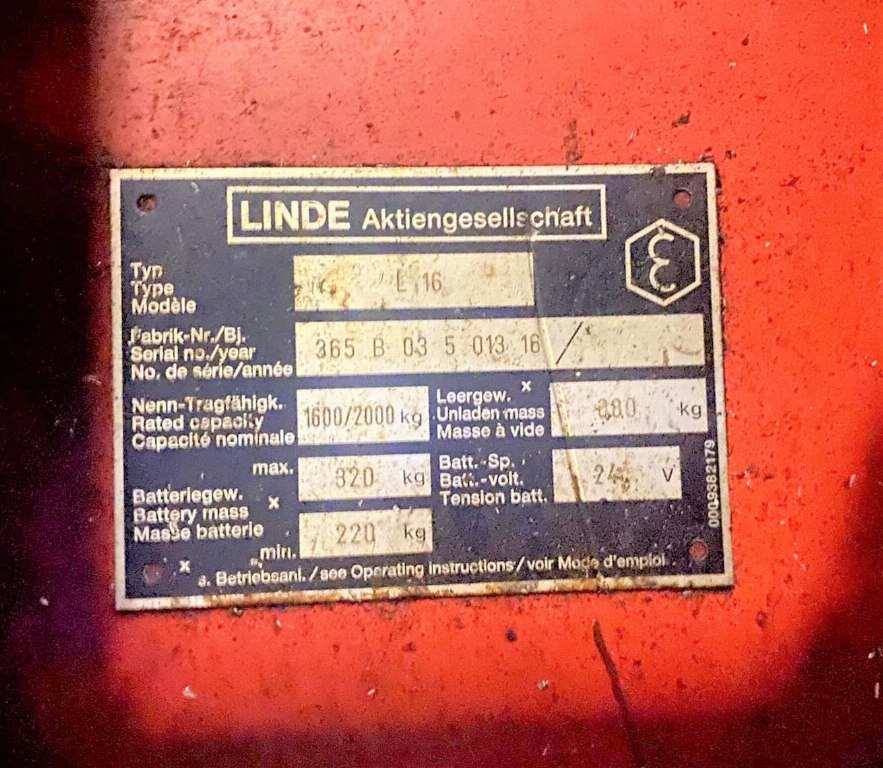 LINDE Aktiengesellschaft
Typ
Type
Modèle
L 16
Fabrik-Nr./Bj.
Serial no./year
No. de série/année
365 B 03 5 013 16 /
Nenn-Tragfähigk.
Rated capacity
Capacité nominale
1600/2000 kg
Leergew. x
Unladen mass
Masse à vide
kg
max.
320 kg
Batteriegew.
Battery mass x
Masse batterie
min.
220 kg
Batt.-Sp.
Batt.-volt.
Tension batt.
24 V
0009382179
x s. Betriebsanl./see Operating instructions/voir Mode d'emploi